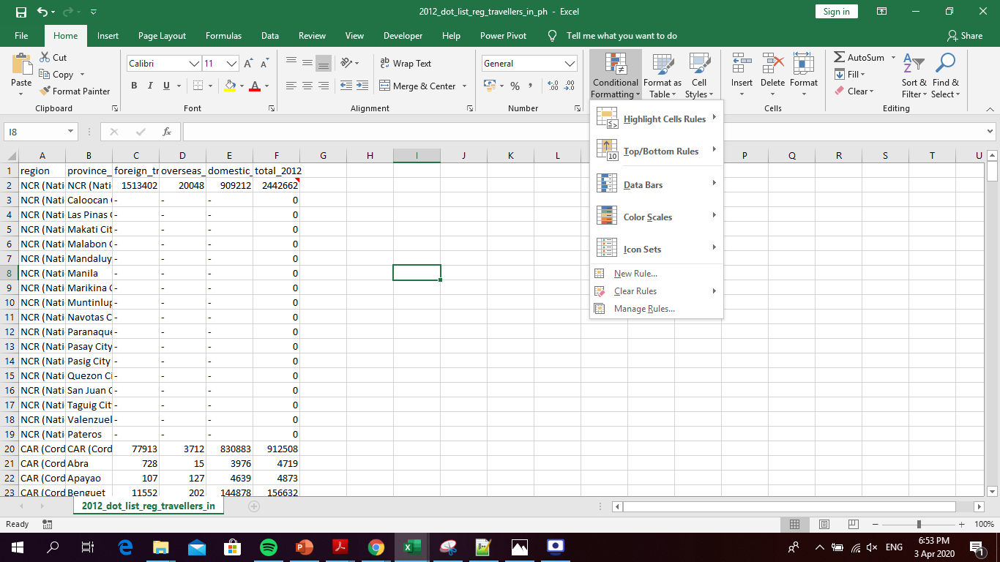 2012_dot_list_reg_travellers_in_ph - Excel
Sign in
File Home Insert Page Layout Formulas Data Review View Developer Help Power Pivot Tell me what you want to do Share
Paste
Cut
Copy
Format Painter
Clipboard
Calibri 11
B I U
Font
Wrap Text
Merge & Center
Alignment
General
Number
Conditional Formatting
Format as Table
Cell Styles
Insert Delete Format
Cells
AutoSum
Fill
Clear
Sort & Filter
Find & Select
Editing
Highlight Cells Rules
Top/Bottom Rules
Data Bars
Color Scales
Icon Sets
New Rule...
Clear Rules
Manage Rules...
I8 fx
A B C D E F G H I J K L P Q R S T U
1 region province_ foreign_tr overseas_ domestic_ total_2012
2 NCR (Nati NCR (Nati 1513402 20048 909212 2442662
3 NCR (Nati Caloocan - - - 0
4 NCR (Nati Las Pinas - - - 0
5 NCR (Nati Makati Cit - - - 0
6 NCR (Nati Malabon - - - 0
7 NCR (Nati Mandaluy - - - 0
8 NCR (Nati Manila - - - 0
9 NCR (Nati Marikina - - - 0
10 NCR (Nati Muntinlup - - - 0
11 NCR (Nati Navotas C - - - 0
12 NCR (Nati Paranaque - - - 0
13 NCR (Nati Pasay City - - - 0
14 NCR (Nati Pasig City - - - 0
15 NCR (Nati Quezon Ci - - - 0
16 NCR (Nati San Juan - - - 0
17 NCR (Nati Taguig Cit - - - 0
18 NCR (Nati Valenzuel - - - 0
19 NCR (Nati Pateros - - - 0
20 CAR (Cord CAR (Cord 77913 3712 830883 912508
21 CAR (Cord Abra 728 15 3976 4719
22 CAR (Cord Apayao 107 127 4639 4873
23 CAR (Cord Benguet 11552 202 144878 156632
2012_dot_list_reg_travellers_in
Ready
100%
ENG
6:53 PM
3 Apr 2020
1